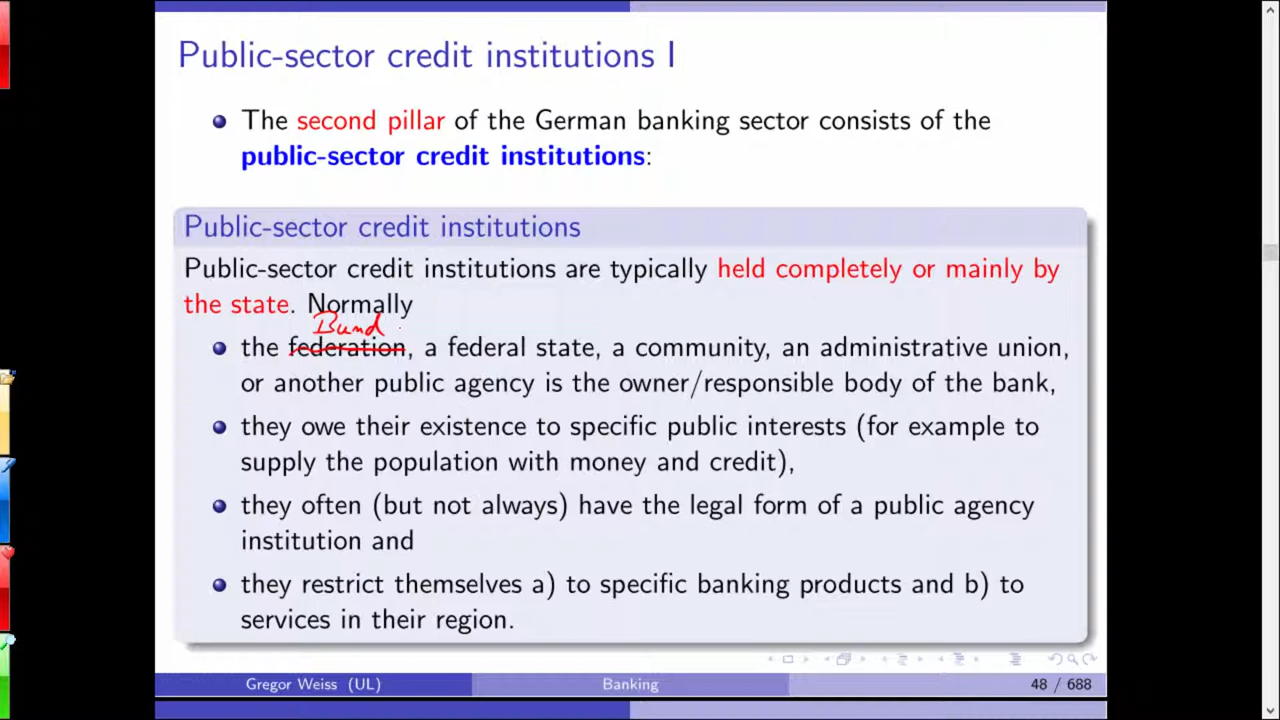 Public-sector credit institutions I
The second pillar of the German banking sector consists of the
public-sector credit institutions:
Public-sector credit institutions
Public-sector credit institutions are typically held completely or mainly by
the state. Normally
Bund
the federation, a federal state, a community, an administrative union,
or another public agency is the owner/responsible body of the bank,
they owe their existence to specific public interests (for example to
supply the population with money and credit),
they often (but not always) have the legal form of a public agency
institution and
they restrict themselves a) to specific banking products and b) to
services in their region.
Gregor Weiss (UL) Banking 48 / 688